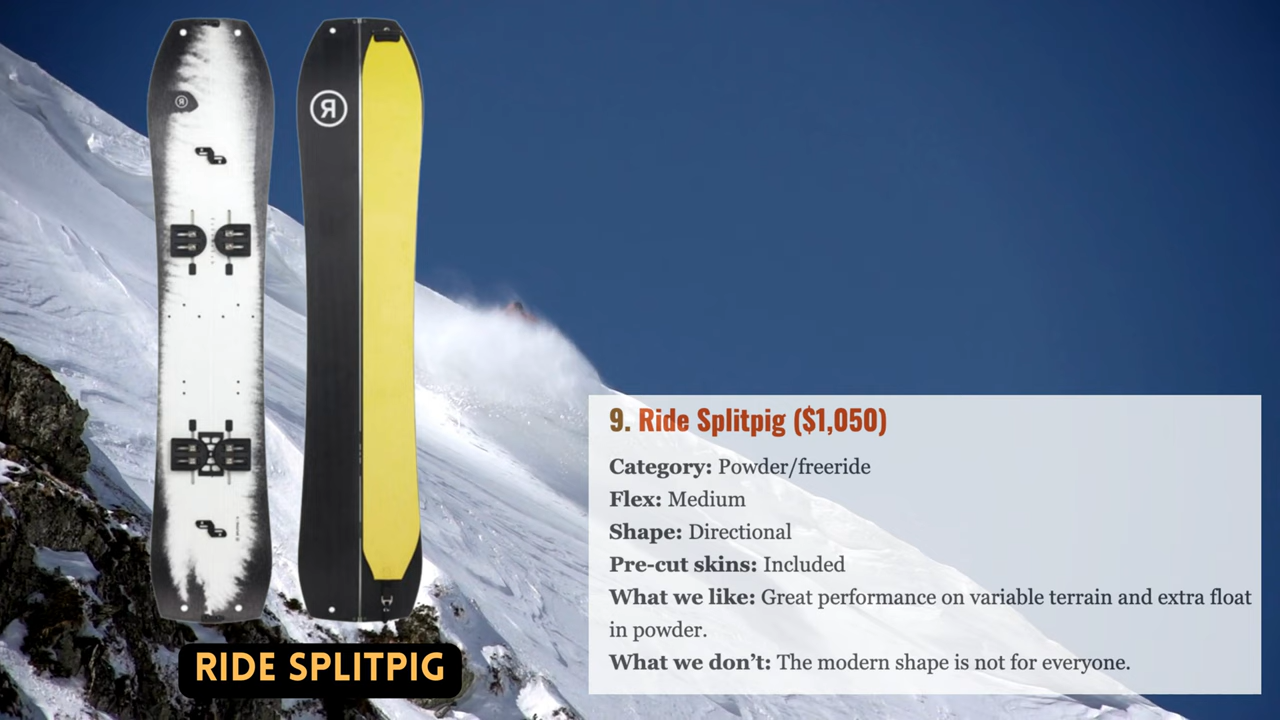 9. Ride Splitpig ($1,050)
Category: Powder/freeride
Flex: Medium
Shape: Directional
Pre-cut skins: Included
What we like: Great performance on variable terrain and extra float
in powder.
What we don’t: The modern shape is not for everyone.
RIDE SPLITPIG